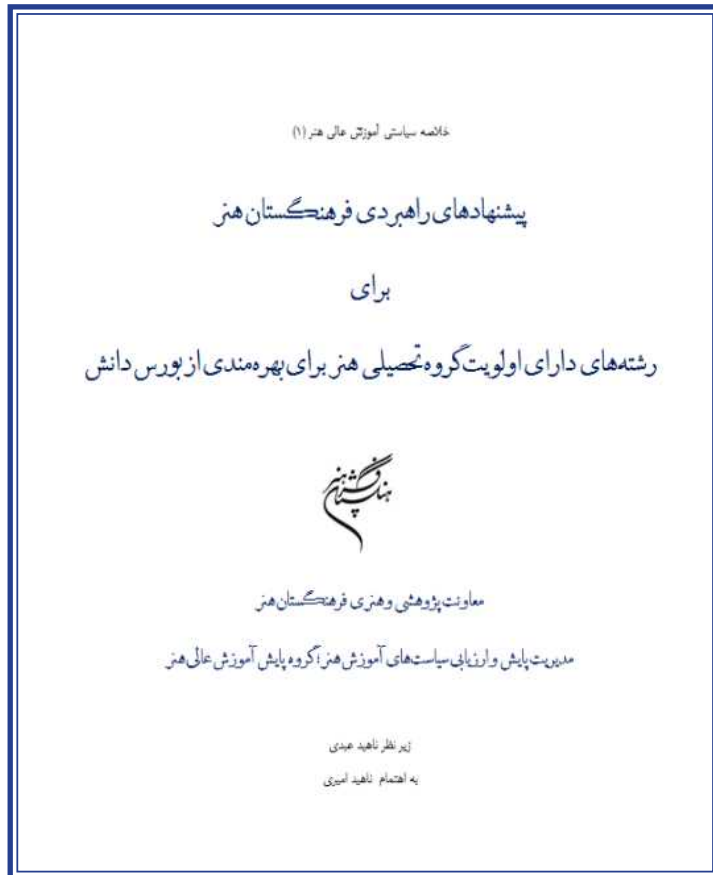 خلاصه سیاستی آموزش عالی هنر (۱)
پیشنهادهای راهبردی فرهنگستان هنر
برای
رشته‌های دارای اولویت گروه تحصیلی هنر برای بهره‌مندی از بورس دانش
فرهنگستان هنر
معاونت پژوهشی و هنری فرهنگستان هنر
مدیریت پایش و ارزیابی سیاست‌های آموزش هنر؛ گروه پایش آموزش عالی هنر
زیر نظر ناهید عبدی
به اهتمام ناهید امیری